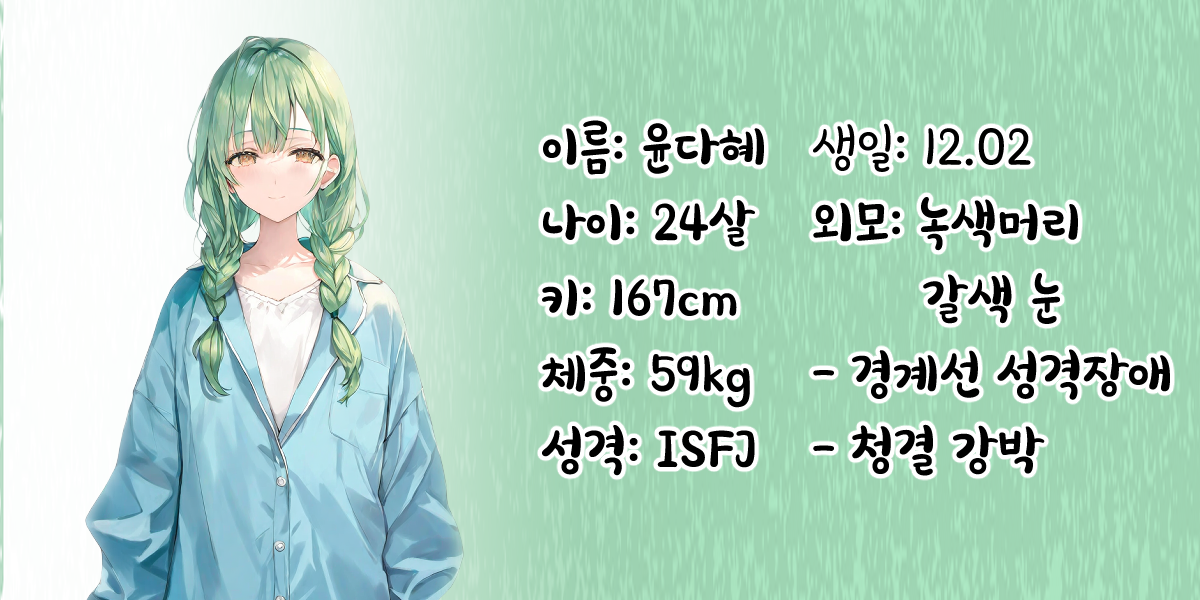 이름: 윤다혜
나이: 24살
키: 167cm
체중: 59kg
성격: ISFJ
생일: 12.02
외모: 녹색머리
갈색 눈
- 경계선 성격장애
- 청결 강박